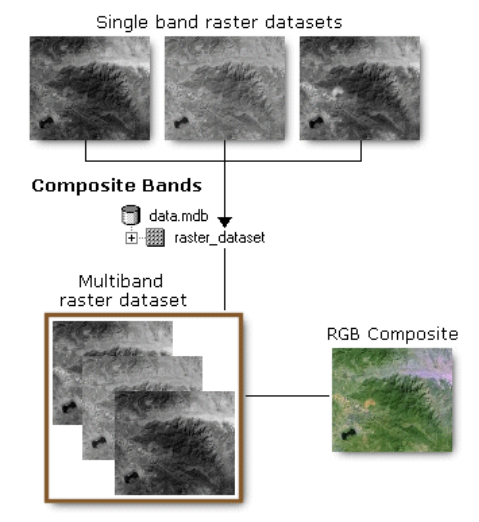 Single band raster datasets
Composite Bands
data.mdb
raster_dataset
Multiband
raster dataset
RGB Composite